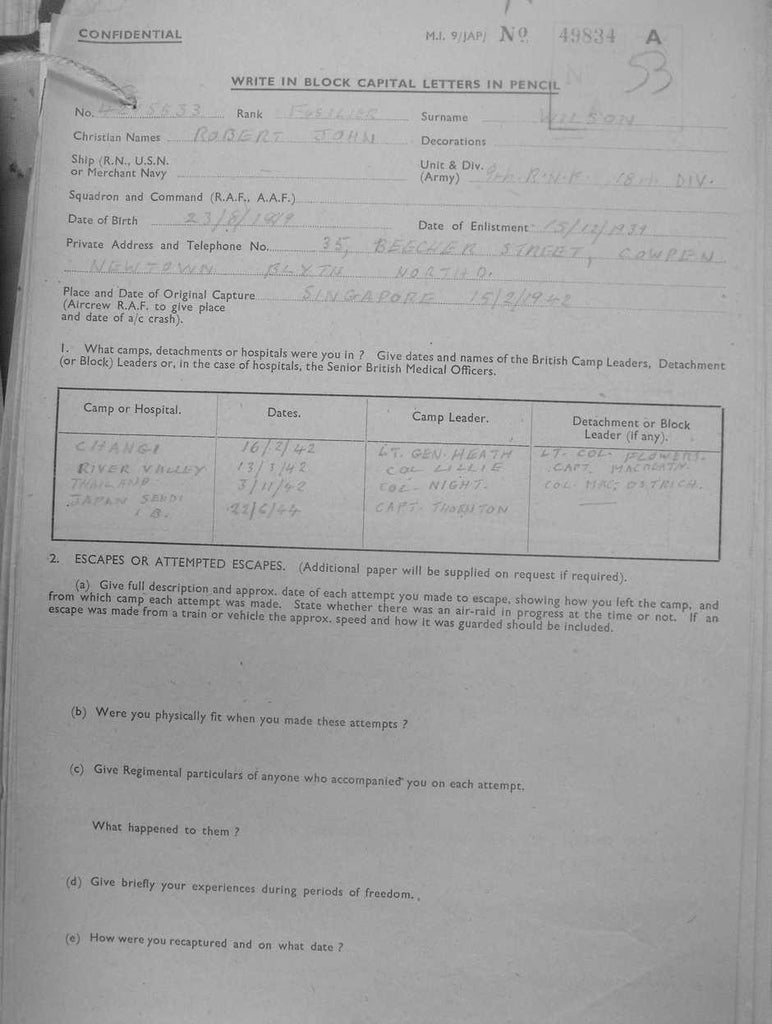 CONFIDENTIAL M.I. 9/JAP/ No 49834 A
53
WRITE IN BLOCK CAPITAL LETTERS IN PENCIL
No. Rank FUSILIER Surname WILSON
Christian Names ROBERT JOHN Decorations
Ship (R.N., U.S.N. or Merchant Navy
Unit & Div. (Army) 9TH R.N.F. 18TH DIV.
Squadron and Command (R.A.F., A.A.F.)
Date of Birth Date of Enlistment 15/12/1939
Private Address and Telephone No. 35, BEECHER STREET, COWPEN
NEWTOWN BLYTH NORTH'D.
Place and Date of Original Capture SINGAPORE 15/2/1942
(Aircrew R.A.F. to give place
and date of a/c crash).
1. What camps, detachments or hospitals were you in ? Give dates and names of the British Camp Leaders, Detachment
(or Block) Leaders or, in the case of hospitals, the Senior British Medical Officers.
Camp or Hospital. Dates. Camp Leader. Detachment or Block
Leader (if any).
CHANGI 16/2/42 LT. GEN. HEATH LT. COL. FLOWERS.
RIVER VALLEY 13/3/42 COL LILLIE CAPT.
THAILAND 3/11/42 COL. NIGHT.
JAPAN SENDI 22/6/44 CAPT. THORNTON
1 B.
2. ESCAPES OR ATTEMPTED ESCAPES. (Additional paper will be supplied on request if required).
(a) Give full description and approx. date of each attempt you made to escape, showing how you left the camp, and
from which camp each attempt was made. State whether there was an air-raid in progress at the time or not. If an
escape was made from a train or vehicle the approx. speed and how it was guarded should be included.
(b) Were you physically fit when you made these attempts ?
(c) Give Regimental particulars of anyone who accompanied you on each attempt.
What happened to them ?
(d) Give briefly your experiences during periods of freedom.
(e) How were you recaptured and on what date ?